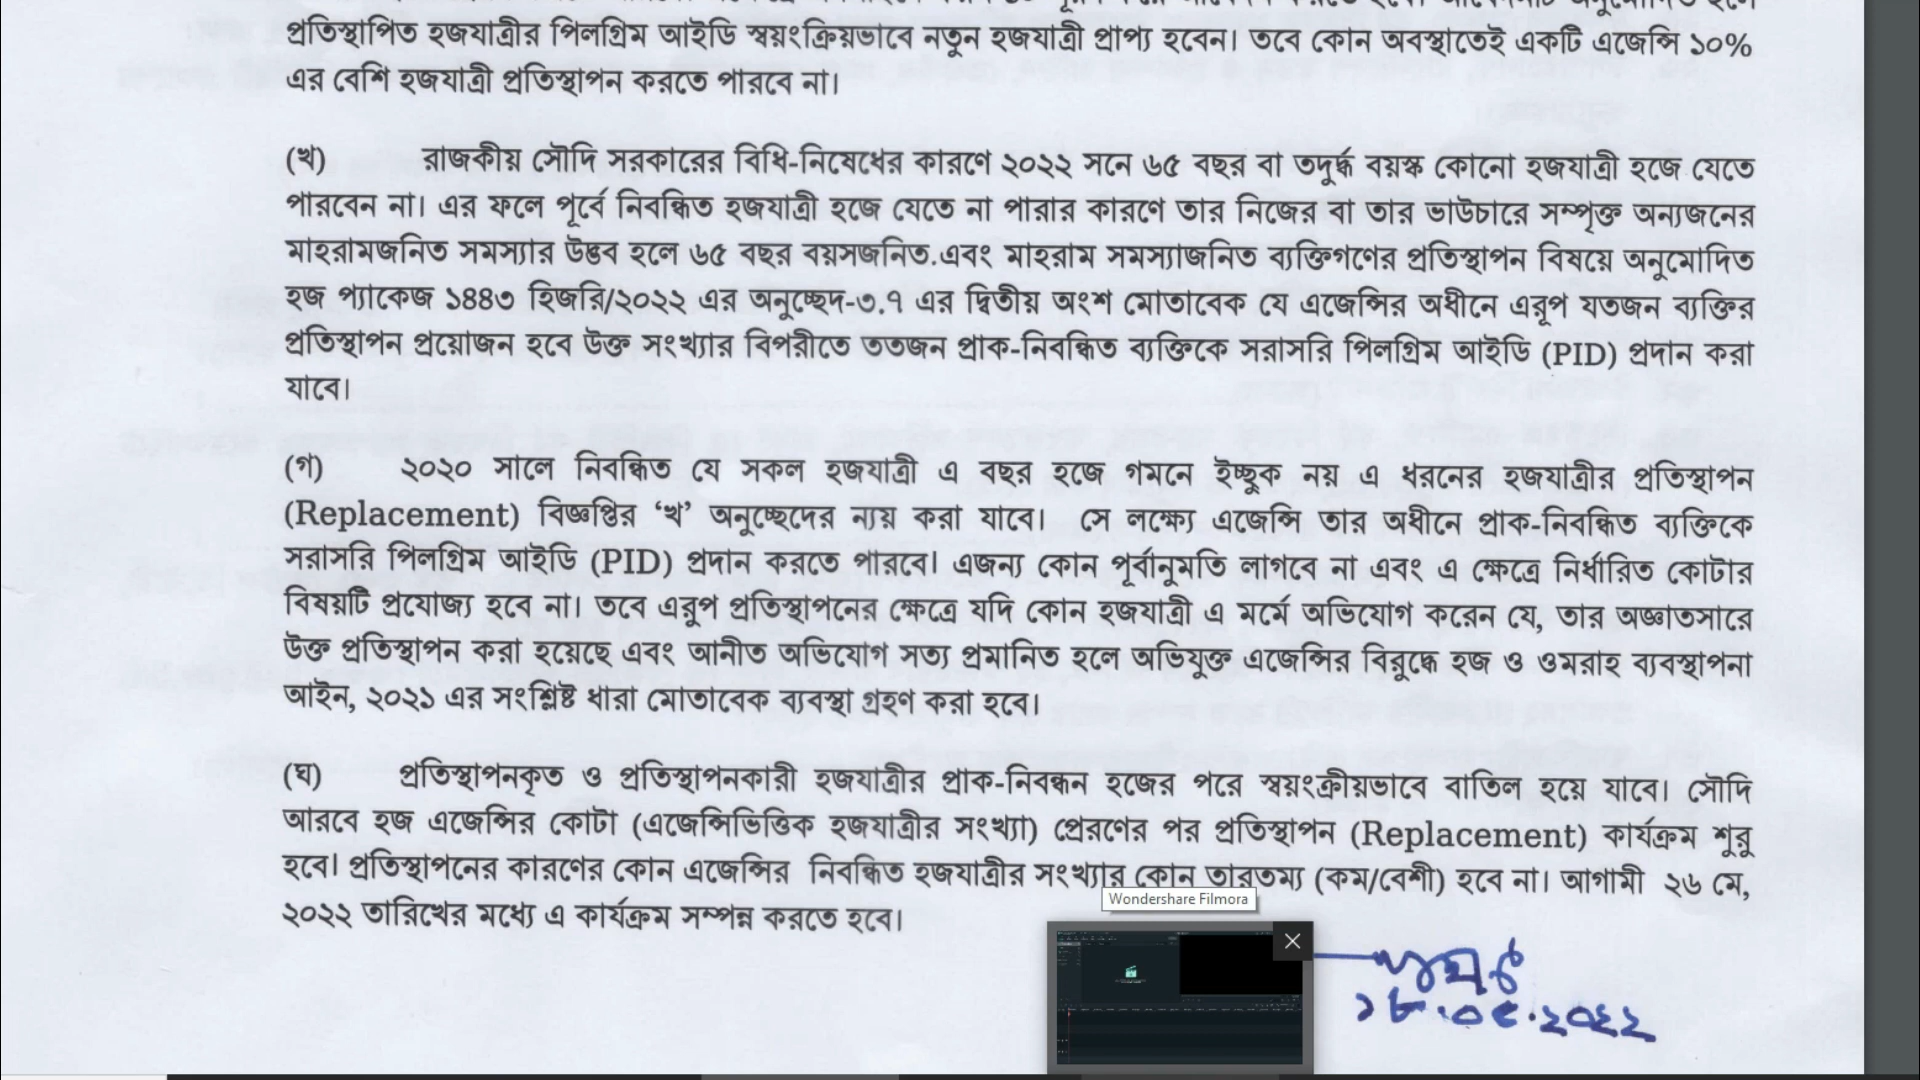 প্রতিস্থাপিত হজযাত্রীর পিলগ্রিম আইডি স্বয়ংক্রিয়ভাবে নতুন হজযাত্রী প্রাপ্য হবেন। তবে কোন অবস্থাতেই একটি এজেন্সি ১০%
এর বেশি হজযাত্রী প্রতিস্থাপন করতে পারবে না।
(খ) রাজকীয় সৌদি সরকারের বিধি-নিষেধের কারণে ২০২২ সনে ৬৫ বছর বা তদুর্দ্ধ বয়স্ক কোনো হজযাত্রী হজে যেতে
পারবেন না। এর ফলে পূর্বে নিবন্ধিত হজযাত্রী হজে যেতে না পারার কারণে তার নিজের বা তার ভাউচারে সম্পৃক্ত অন্যজনের
মাহরামজনিত সমস্যার উদ্ভব হলে ৬৫ বছর বয়সজনিত.এবং মাহরাম সমস্যাজনিত ব্যক্তিগণের প্রতিস্থাপন বিষয়ে অনুমোদিত
হজ প্যাকেজ ১৪৪৩ হিজরি/২০২২ এর অনুচ্ছেদ-৩.৭ এর দ্বিতীয় অংশ মোতাবেক যে এজেন্সির অধীনে এরূপ যতজন ব্যক্তির
প্রতিস্থাপন প্রয়োজন হবে উক্ত সংখ্যার বিপরীতে ততজন প্রাক-নিবন্ধিত ব্যক্তিকে সরাসরি পিলগ্রিম আইডি (PID) প্রদান করা
যাবে।
(গ) ২০২০ সালে নিবন্ধিত যে সকল হজযাত্রী এ বছর হজে গমনে ইচ্ছুক নয় এ ধরনের হজযাত্রীর প্রতিস্থাপন
(Replacement) বিজ্ঞপ্তির ‘খ’ অনুচ্ছেদের ন্যয় করা যাবে। সে লক্ষ্যে এজেন্সি তার অধীনে প্রাক-নিবন্ধিত ব্যক্তিকে
সরাসরি পিলগ্রিম আইডি (PID) প্রদান করতে পারবে। এজন্য কোন পূর্বানুমতি লাগবে না এবং এ ক্ষেত্রে নির্ধারিত কোটার
বিষয়টি প্রযোজ্য হবে না। তবে এরুপ প্রতিস্থাপনের ক্ষেত্রে যদি কোন হজযাত্রী এ মর্মে অভিযোগ করেন যে, তার অজ্ঞাতসারে
উক্ত প্রতিস্থাপন করা হয়েছে এবং আনীত অভিযোগ সত্য প্রমানিত হলে অভিযুক্ত এজেন্সির বিরুদ্ধে হজ ও ওমরাহ ব্যবস্থাপনা
আইন, ২০২১ এর সংশ্লিষ্ট ধারা মোতাবেক ব্যবস্থা গ্রহণ করা হবে।
(ঘ) প্রতিস্থাপনকৃত ও প্রতিস্থাপনকারী হজযাত্রীর প্রাক-নিবন্ধন হজের পরে স্বয়ংক্রীয়ভাবে বাতিল হয়ে যাবে। সৌদি
আরবে হজ এজেন্সির কোটা (এজেন্সিভিত্তিক হজযাত্রীর সংখ্যা) প্রেরণের পর প্রতিস্থাপন (Replacement) কার্যক্রম শুরু
হবে। প্রতিস্থাপনের কারণের কোন এজেন্সির নিবন্ধিত হজযাত্রীর সংখ্যার কোন তারতম্য (কম/বেশী) হবে না। আগামী ২৬ মে,
২০২২ তারিখের মধ্যে এ কার্যক্রম সম্পন্ন করতে হবে।
Wondershare Filmora
১৮.০৫.২০২২